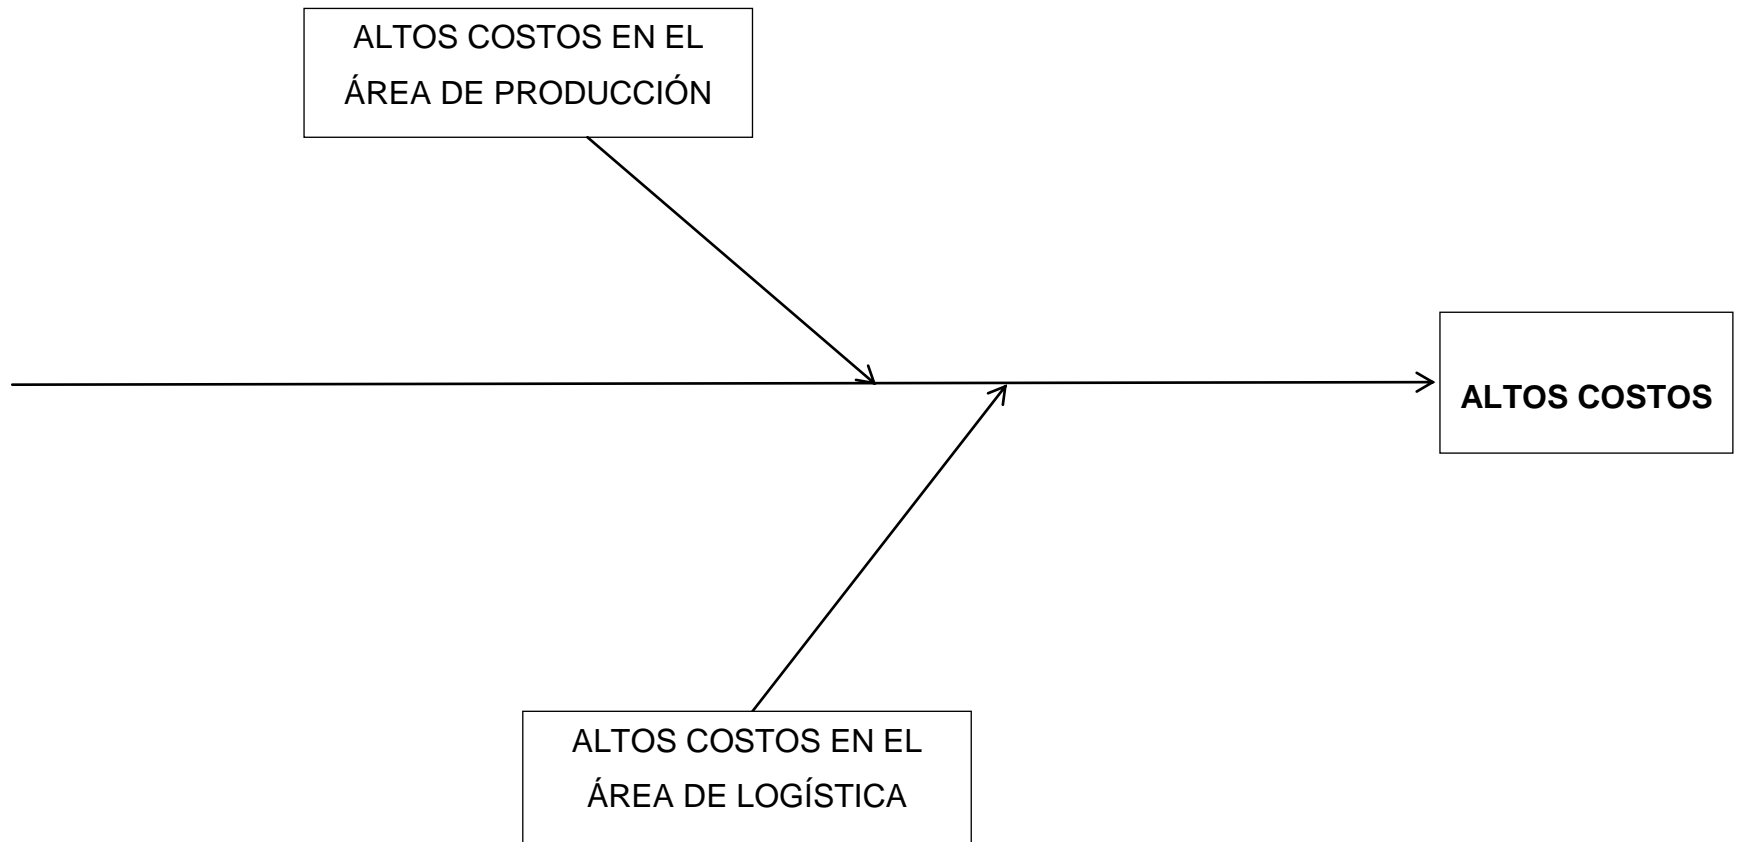 ALTOS COSTOS EN EL
ÁREA DE PRODUCCIÓN
ALTOS COSTOS
ALTOS COSTOS EN EL
ÁREA DE LOGÍSTICA